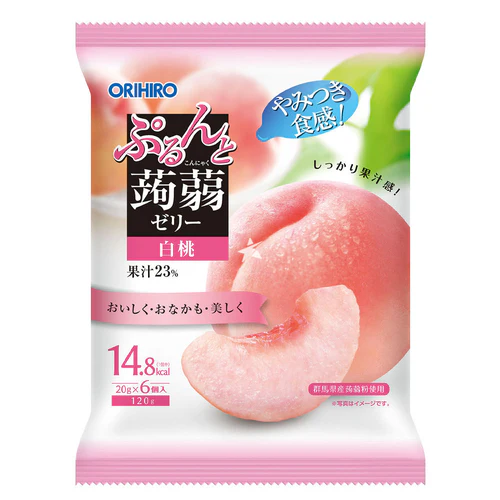 ORIHIRO
やみつき
食感!
ぷるんと
こんにゃく
蒟蒻
ゼリー
白桃
果汁23%
しっかり果汁感!
おいしく・おなかも・美しく
14.8kcal
20g×6個入
120g
群馬県産蒟蒻粉使用
※写真はイメージです。